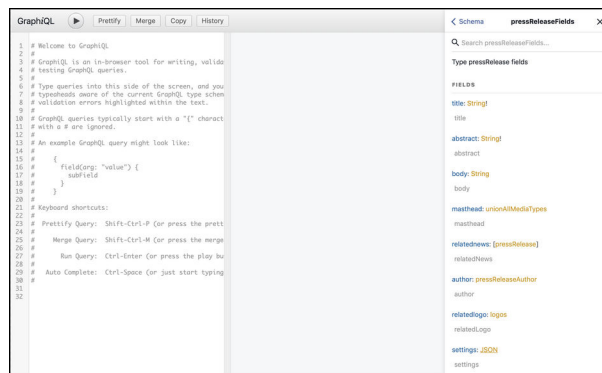 GraphiQL Prettify Merge Copy History
1 # Welcome to GraphiQL
2 #
3 # GraphiQL is an in-browser tool for writing, valida
4 # testing GraphQL queries.
5 #
6 # Type queries into this side of the screen, and you
7 # typeaheads aware of the current GraphQL type schem
8 # validation errors highlighted within the text.
9 #
10 # GraphQL queries typically start with a "{" charact
11 # with a # are ignored.
12 #
13 # An example GraphQL query might look like:
14 #
15 #     {
16 #       field(arg: "value") {
17 #         subfield
18 #       }
19 #     }
20 #
21 # Keyboard shortcuts:
22 #
23 #  Prettify Query:  Shift-Ctrl-P (or press the prett
24 #
25 #     Merge Query:  Shift-Ctrl-M (or press the merge
26 #
27 #       Run Query:  Ctrl-Enter (or press the play bu
28 #
29 #   Auto Complete:  Ctrl-Space (or just start typing
30 #
31
32
Schema pressReleaseFields
Search pressReleaseFields...
Type pressRelease fields
FIELDS
title: String!
title
abstract: String!
abstract
body: String
body
masthead: unionAllMediaTypes
masthead
relatednews: [pressRelease]
relatedNews
author: pressReleaseAuthor
author
relatedlogo: logos
relatedLogo
settings: JSON
settings